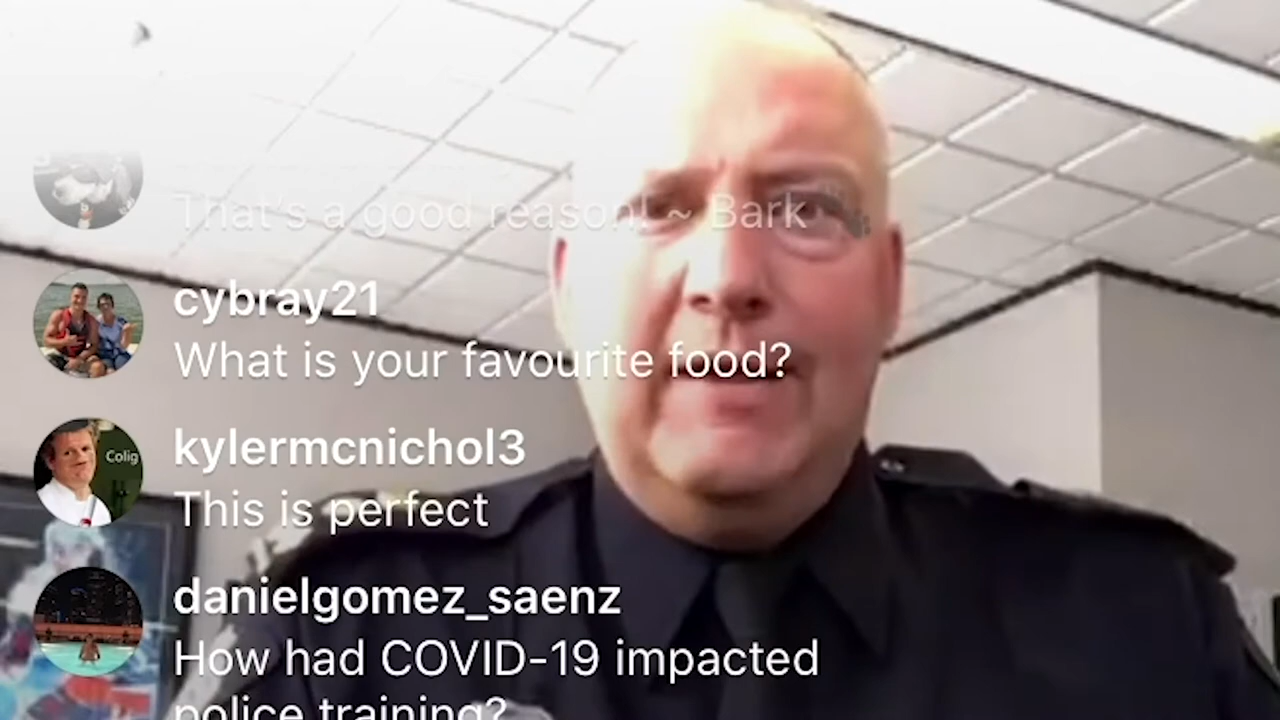 That's a good reason! ~ Bark🐾
cybray21
What is your favourite food?
kylermcnichol3
Colig
This is perfect
danielgomez_saenz
How had COVID-19 impacted
police training?